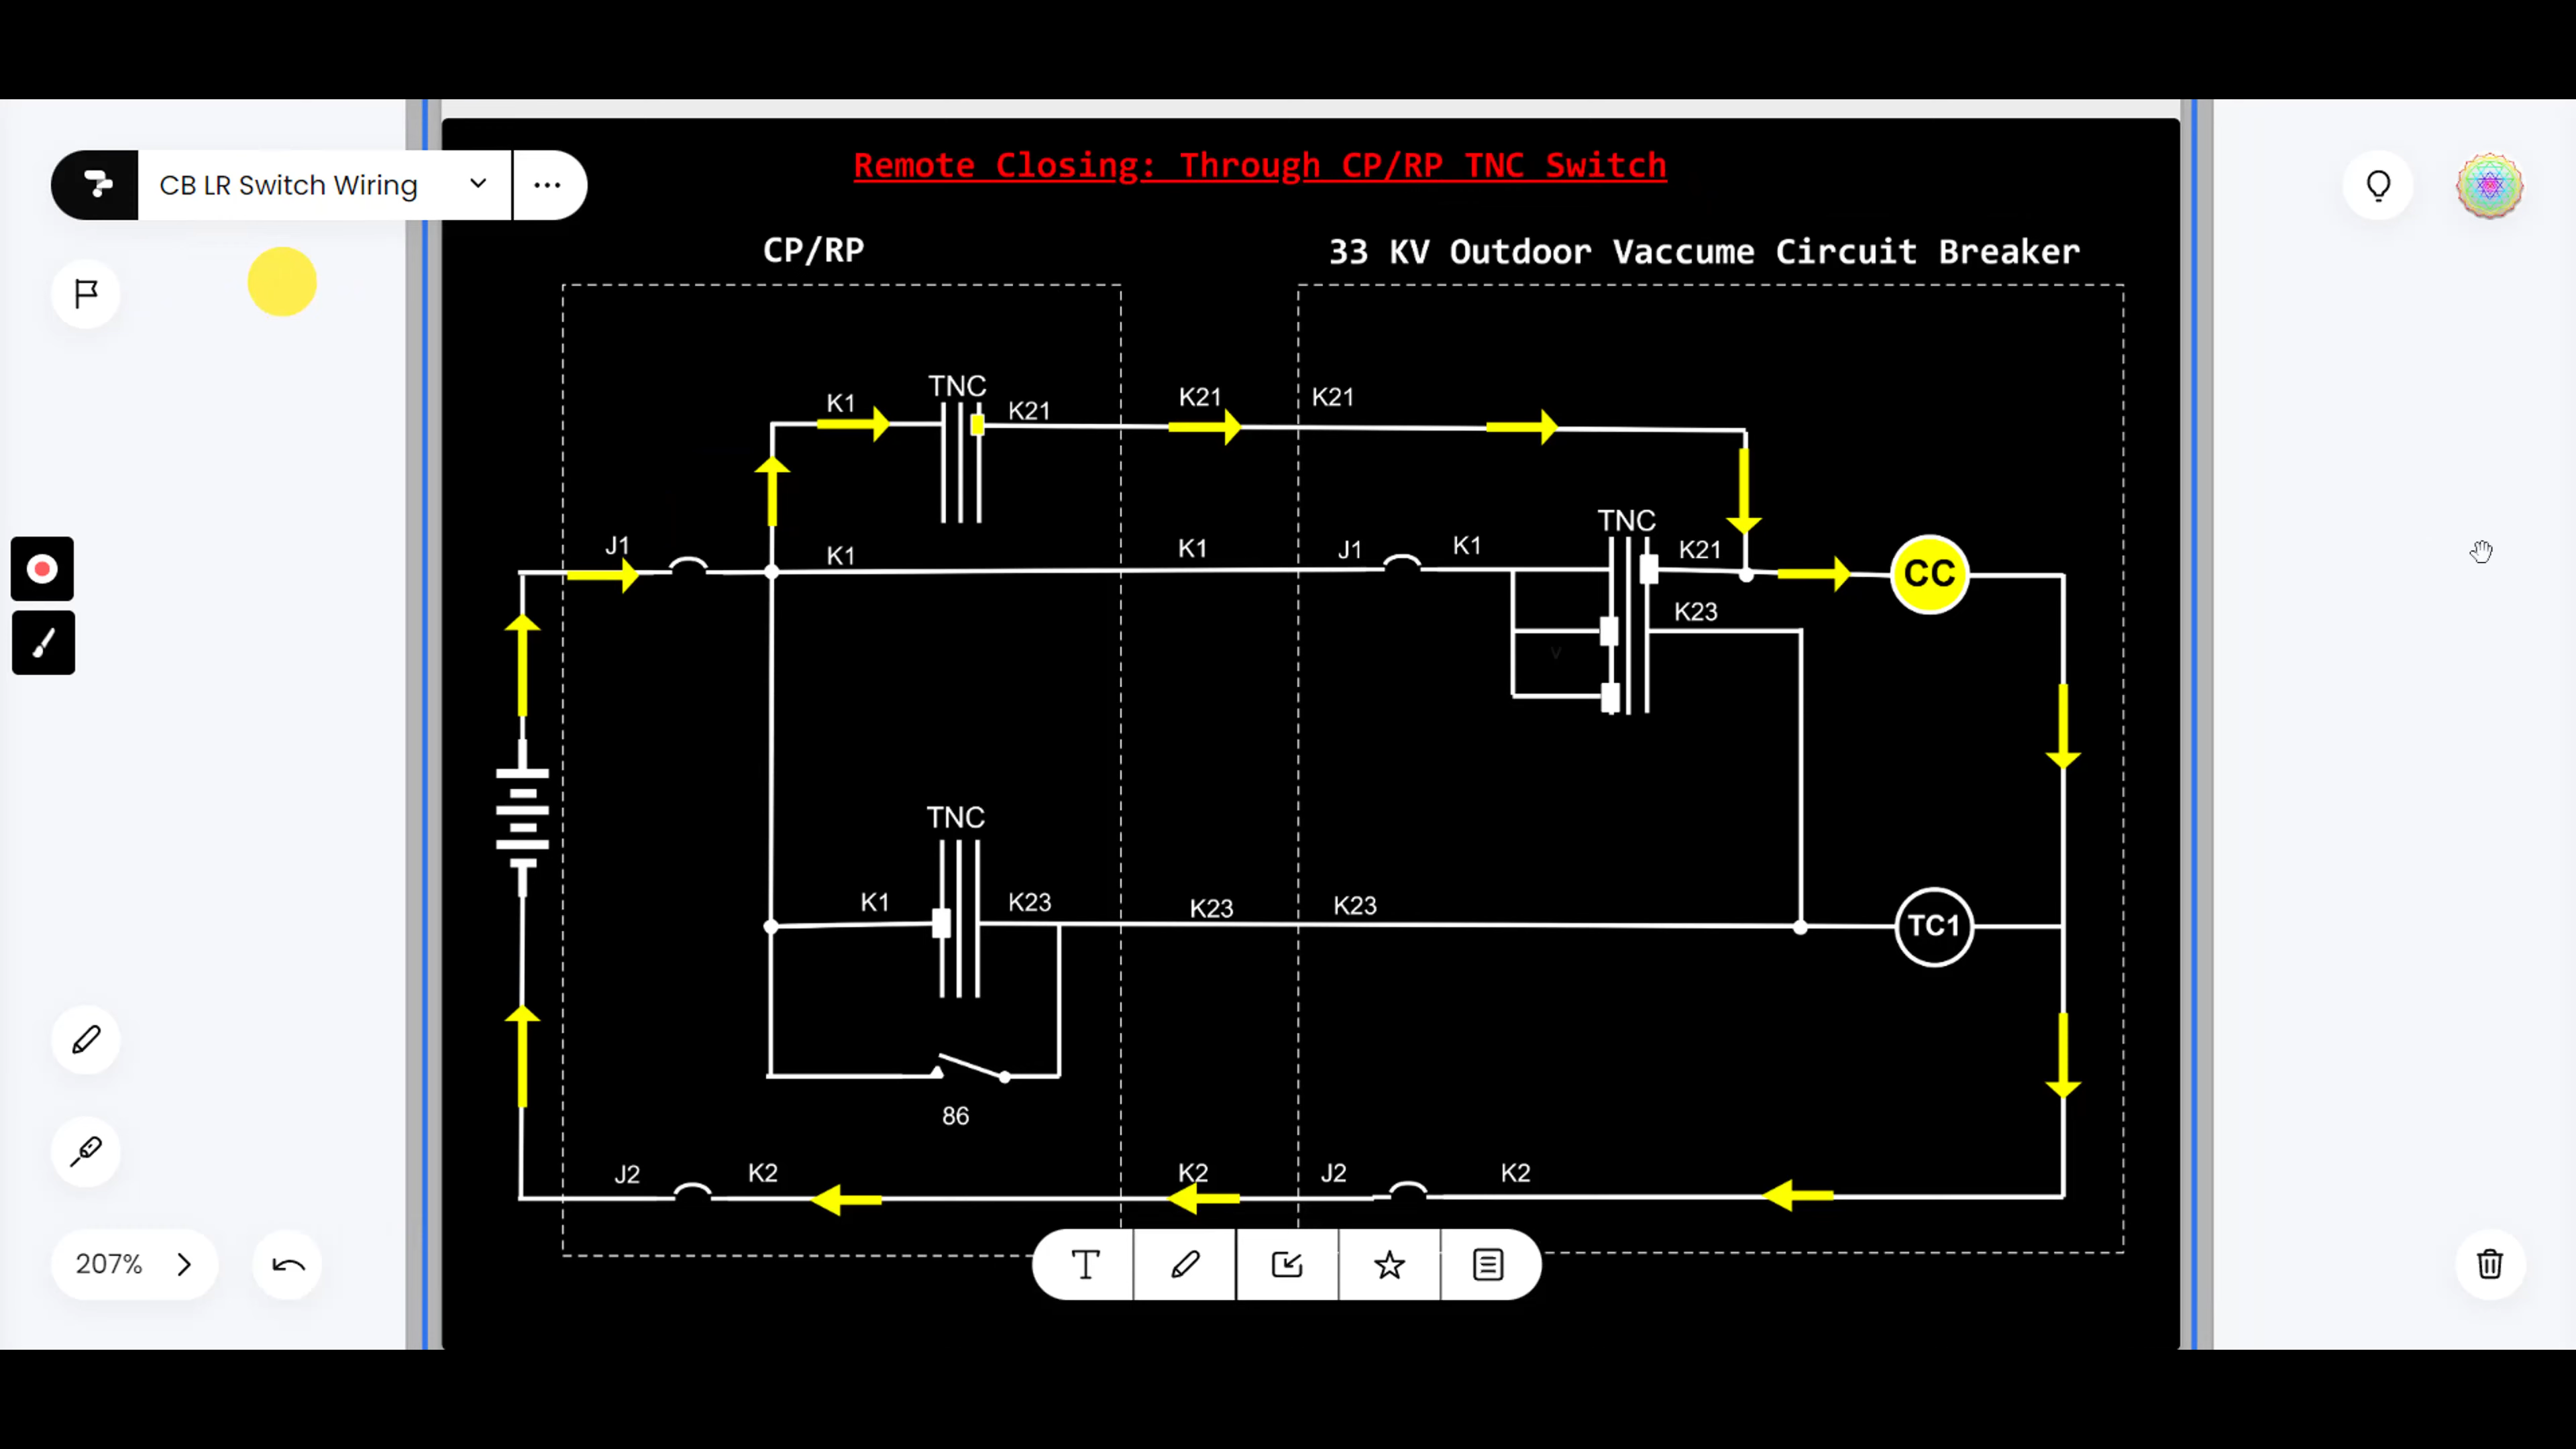 Remote Closing: Through CP/RP TNC Switch
CB LR Switch Wiring
CP/RP
33 KV Outdoor Vaccume Circuit Breaker
TNC
K1
K21
K21
K21
TNC
J1
K1
K1
J1
K1
K21
CC
K23
v
TNC
K1
K23
K23
K23
TC1
86
J2
K2
K2
J2
K2
207%
T